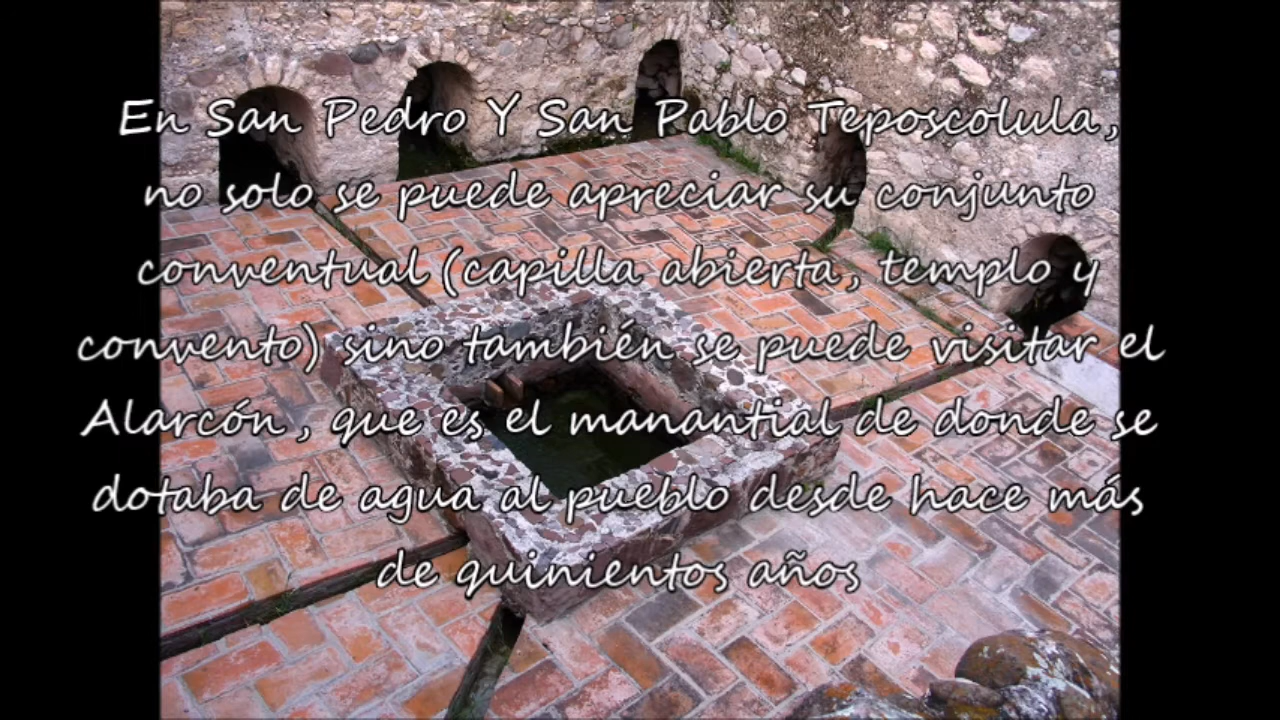 En San Pedro Y San Pablo Teposcolula,
no solo se puede apreciar su conjunto
conventual (capilla abierta, templo y
convento) sino también se puede visitar el
Alarcón, que es el manantial de donde se
dotaba de agua al pueblo desde hace más
de quinientos años